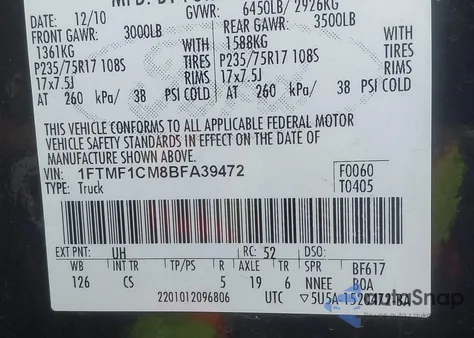 DATE: 12/10 GVWR: 6450LB/ 2926KG
FRONT GAWR: 3000LB REAR GAWR: 3500LB
1361KG WITH 1588KG WITH
P235/75R17 108S TIRES P235/75R17 108S TIRES
17x7.5J RIMS 17x7.5J RIMS
AT 260 kPa/ 38 PSI COLD AT 260 kPa/ 38 PSI COLD
THIS VEHICLE CONFORMS TO ALL APPLICABLE FEDERAL MOTOR
VEHICLE SAFETY STANDARDS IN EFFECT ON THE DATE OF
MANUFACTURE SHOWN ABOVE.
VIN: 1FTMF1CM8BFA39472 F0060
TYPE: Truck T0405
EXT PNT: UH RC: 52 DSO:
WB INT TR TP/PS R AXLE TR SPR BF617
126 CS 5 19 6 NNEE BOA
2201012096806 UTC ▽5U5A-1520472-BA
AutoSnap